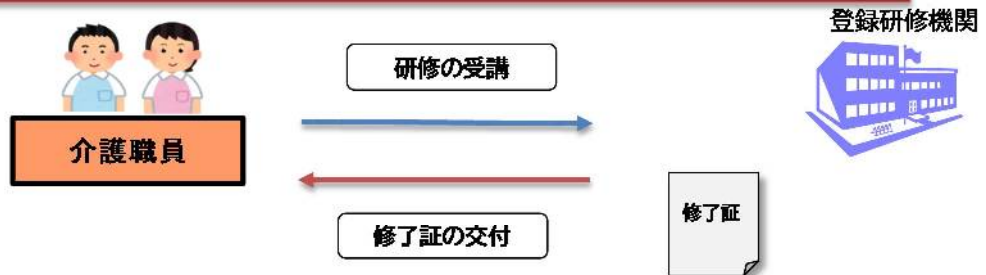 登録研修機関
研修の受講
介護職員
修了証
修了証の交付